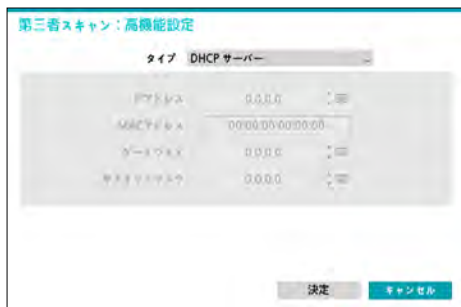 第三者スキャン：高機能設定
タイプ DHCP サーバー
IPアドレス 0.0.0.0
MACアドレス 00:00:00:00:00:00
ゲートウェイ 0.0.0.0
サブネットマスク 0.0.0.0
決定 キャンセル